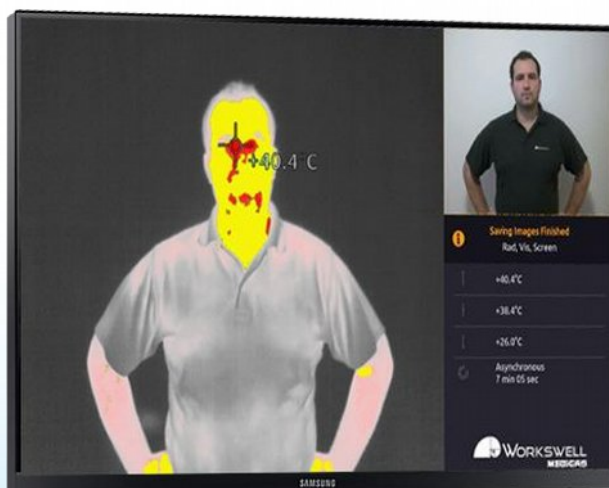 +40.4°C
Saving Images Finished
Rad, Vis, Screen
+40.4°C
+38.4°C
+26.0°C
Asynchronous
7 min 05 sec
WORKSWELL
MEDICAS
SAMSUNG